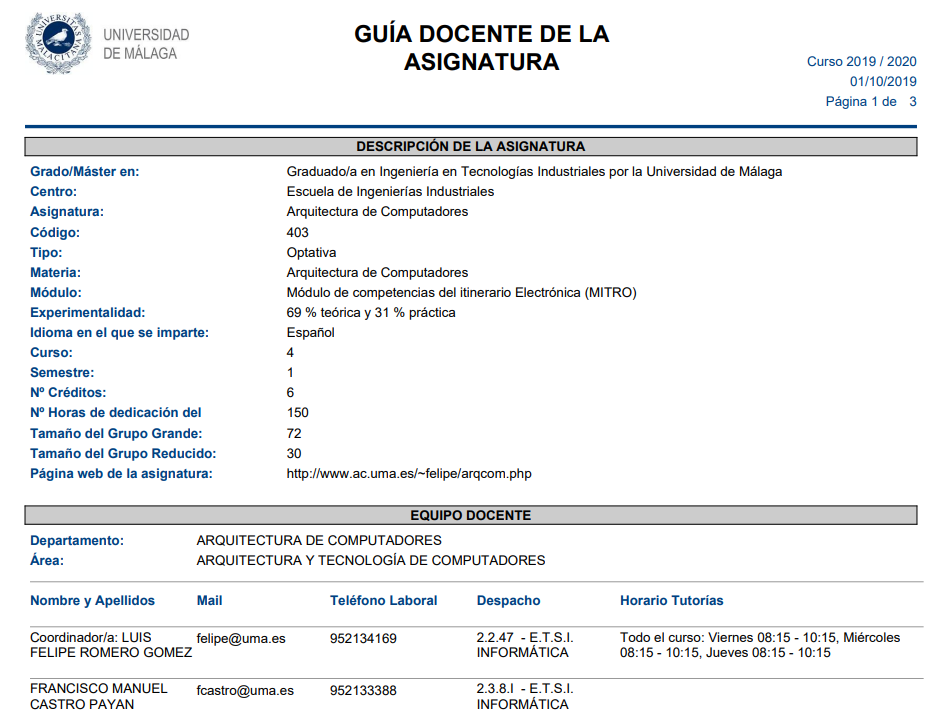 UNIVERSIDAD
DE MÁLAGA
GUÍA DOCENTE DE LA
ASIGNATURA
Curso 2019 / 2020
01/10/2019
Página 1 de 3
DESCRIPCIÓN DE LA ASIGNATURA
Grado/Máster en: Graduado/a en Ingeniería en Tecnologías Industriales por la Universidad de Málaga
Centro: Escuela de Ingenierías Industriales
Asignatura: Arquitectura de Computadores
Código: 403
Tipo: Optativa
Materia: Arquitectura de Computadores
Módulo: Módulo de competencias del itinerario Electrónica (MITRO)
Experimentalidad: 69 % teórica y 31 % práctica
Idioma en el que se imparte: Español
Curso: 4
Semestre: 1
Nº Créditos: 6
Nº Horas de dedicación del 150
Tamaño del Grupo Grande: 72
Tamaño del Grupo Reducido: 30
Página web de la asignatura: http://www.ac.uma.es/~felipe/arqcom.php
EQUIPO DOCENTE
Departamento: ARQUITECTURA DE COMPUTADORES
Área: ARQUITECTURA Y TECNOLOGÍA DE COMPUTADORES
Nombre y Apellidos Mail Teléfono Laboral Despacho Horario Tutorías
Coordinador/a: LUIS felipe@uma.es 952134169 2.2.47 - E.T.S.I. Todo el curso: Viernes 08:15 - 10:15, Miércoles
FELIPE ROMERO GOMEZ INFORMÁTICA 08:15 - 10:15, Jueves 08:15 - 10:15
FRANCISCO MANUEL fcastro@uma.es 952133388 2.3.8.I - E.T.S.I.
CASTRO PAYAN INFORMÁTICA